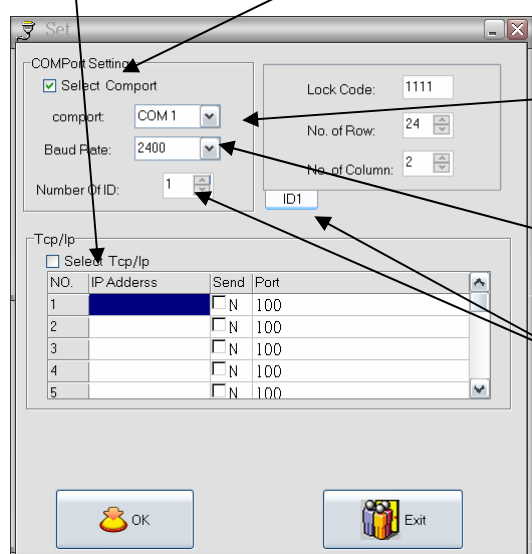 Set
COMPort Setting
Select Comport
comport: COM 1
Baud Rate: 2400
Number Of ID: 1
Lock Code: 1111
No. of Row: 24
No. of Column: 2
ID1
Tcp/Ip
Select Tcp/Ip
NO. IP Adderss Send Port
1 N 100
2 N 100
3 N 100
4 N 100
5 N 100
OK Exit